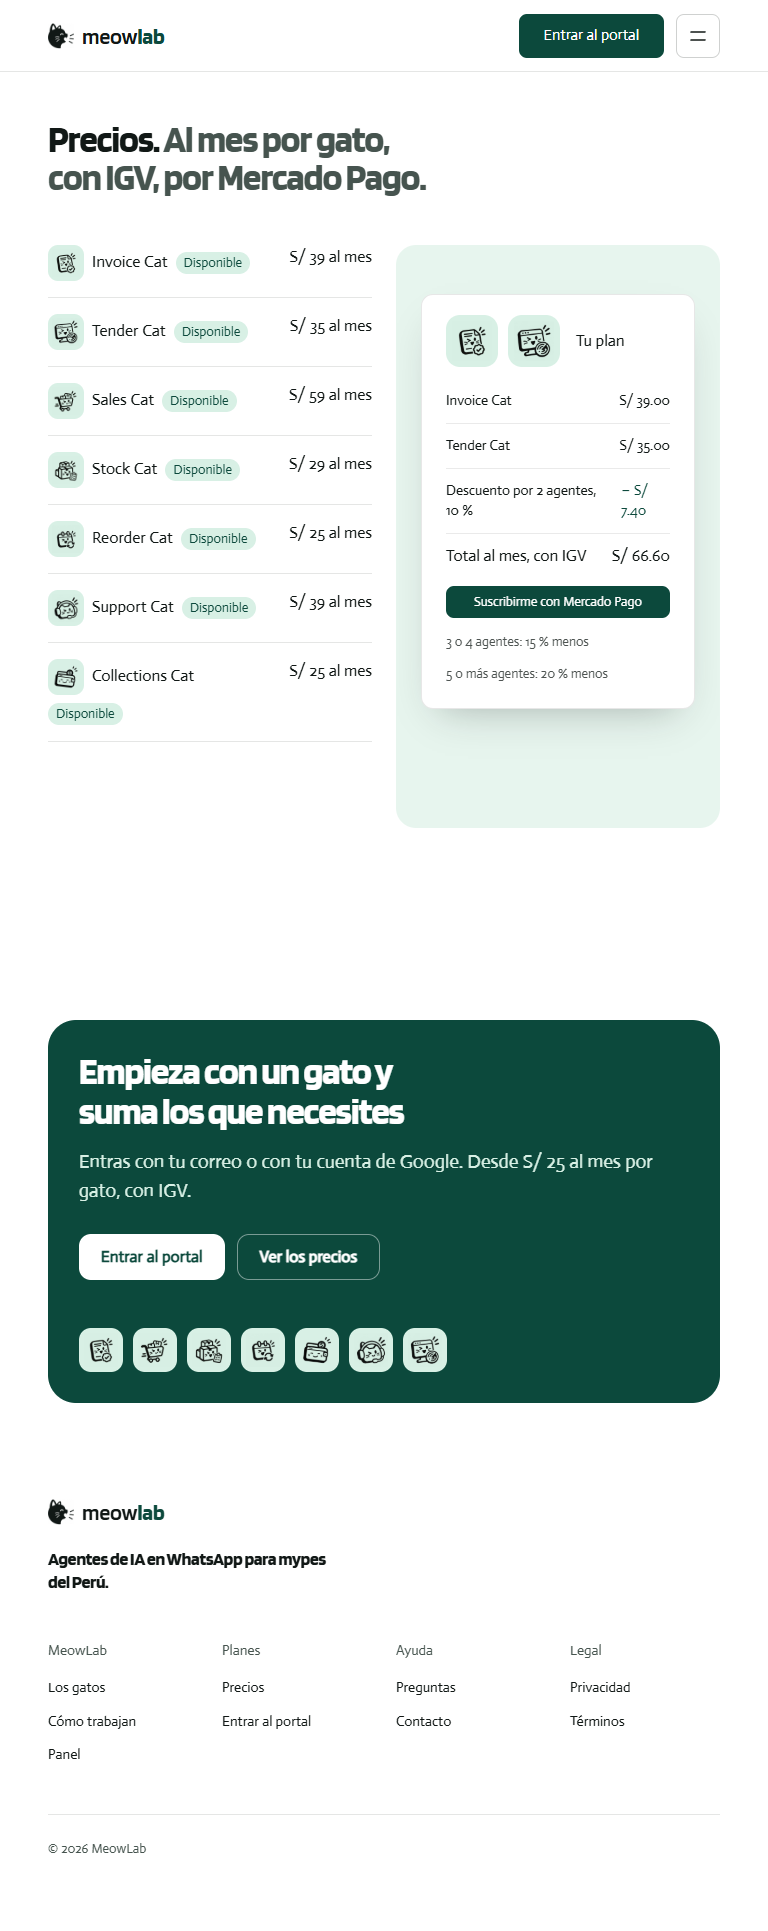 meowlab
Entrar al portal
Precios. Al mes por gato,
con IGV, por Mercado Pago.
Invoice Cat Disponible S/ 39 al mes
Tender Cat Disponible S/ 35 al mes
Sales Cat Disponible S/ 59 al mes
Stock Cat Disponible S/ 29 al mes
Reorder Cat Disponible S/ 25 al mes
Support Cat Disponible S/ 39 al mes
Collections Cat S/ 25 al mes
Disponible
Tu plan
Invoice Cat S/ 39.00
Tender Cat S/ 35.00
Descuento por 2 agentes, − S/
10 % 7.40
Total al mes, con IGV S/ 66.60
Suscribirme con Mercado Pago
3 o 4 agentes: 15 % menos
5 o más agentes: 20 % menos
Empieza con un gato y
suma los que necesites
Entras con tu correo o con tu cuenta de Google. Desde S/ 25 al mes por
gato, con IGV.
Entrar al portal Ver los precios
meowlab
Agentes de IA en WhatsApp para mypes
del Perú.
MeowLab Planes Ayuda Legal
Los gatos Precios Preguntas Privacidad
Cómo trabajan Entrar al portal Contacto Términos
Panel
© 2026 MeowLab